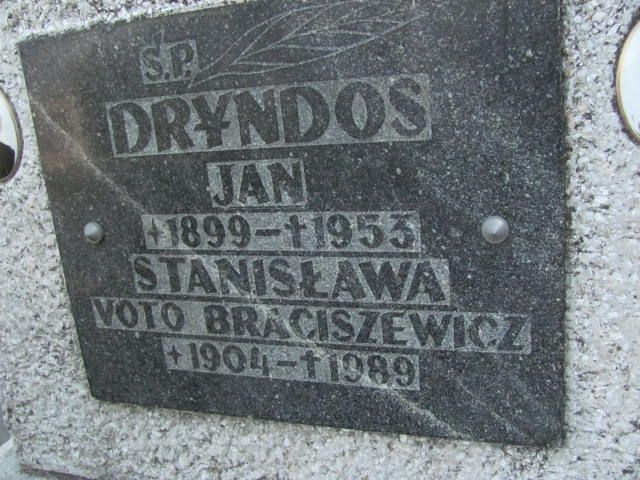 Ś.P.
DRYNDOS
JAN
+1899-†1953
STANISŁAWA
VOTO BRACISZEWICZ
+1904-†1989